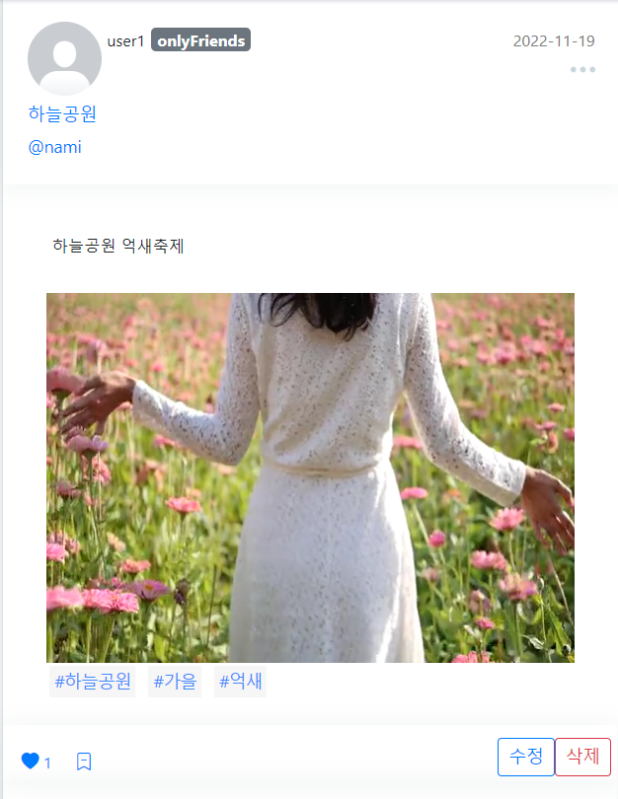 user1 onlyFriends 2022-11-19
하늘공원
@nami
하늘공원 억새축제
#하늘공원 #가을 #억새
1 수정 삭제